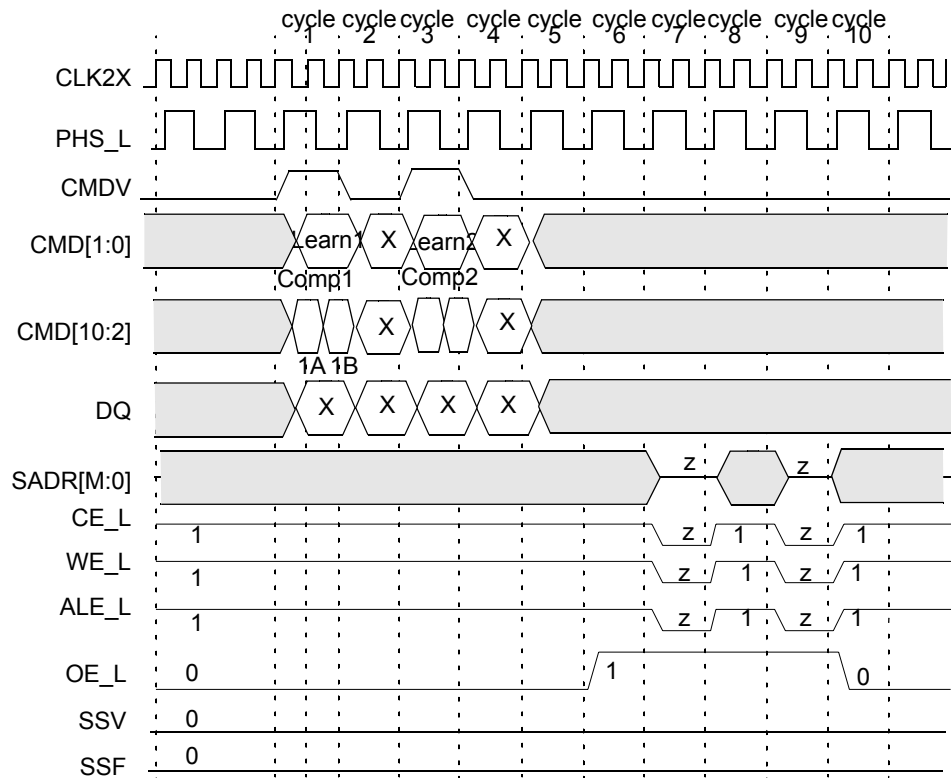 cycle cycle cycle cycle cycle cycle cycle cycle cycle cycle
1 2 3 4 5 6 7 8 9 10
CLK2X
PHS_L
CMDV
CMD[1:0] Learn1 X Learn2 X
Comp1 Comp2
CMD[10:2] X X
1A 1B
DQ X X X X
SADR[M:0] z z
CE_L 1 z 1 z 1
WE_L 1 z 1 z 1
ALE_L 1 z 1 z 1
OE_L 0 1 0
SSV 0
SSF 0